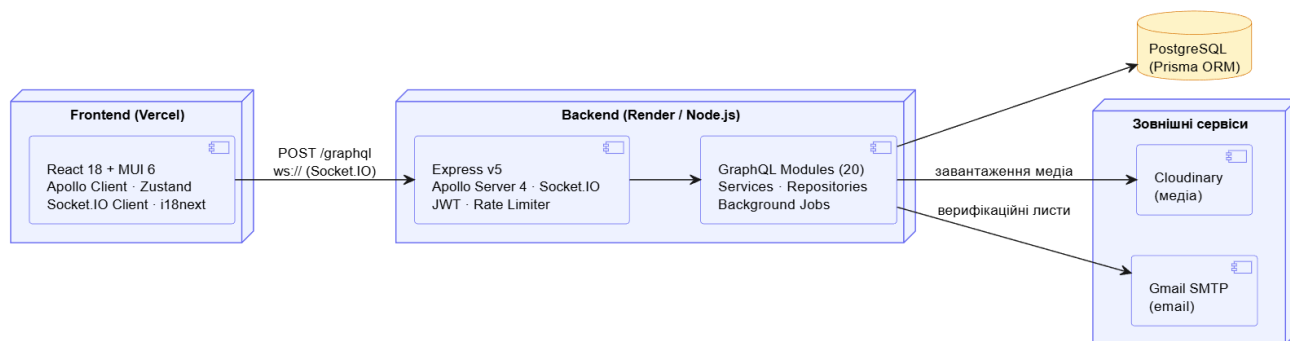 Frontend (Vercel)
React 18 + MUI 6
Apollo Client · Zustand
Socket.IO Client · i18next
POST /graphql
ws:// (Socket.IO)
Backend (Render / Node.js)
Express v5
Apollo Server 4 · Socket.IO
JWT · Rate Limiter
GraphQL Modules (20)
Services · Repositories
Background Jobs
PostgreSQL
(Prisma ORM)
завантаження медіа
верифікаційні листи
Зовнішні сервіси
Cloudinary
(медіа)
Gmail SMTP
(email)